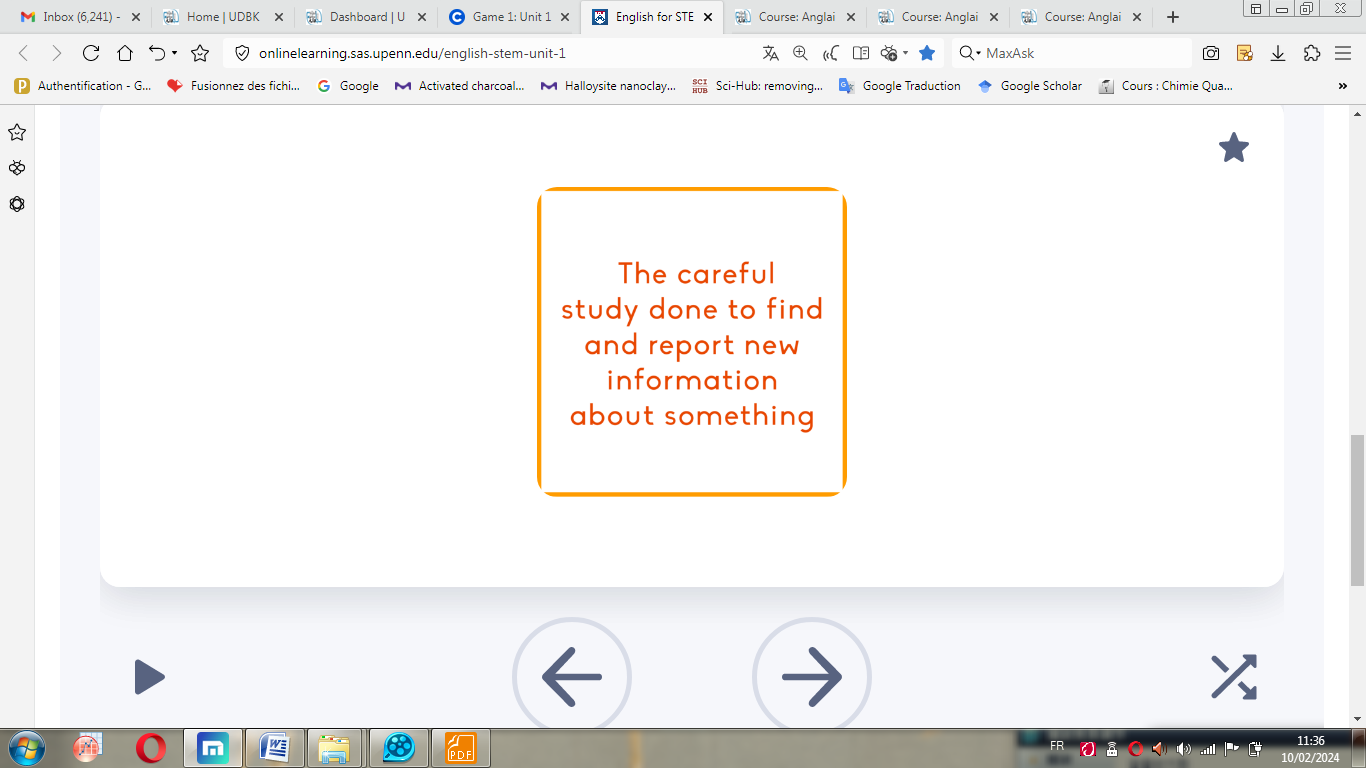 Inbox (6,241) -
Home | UDBK
Dashboard | U
Game 1: Unit 1
English for STE
Course: Anglai
Course: Anglai
Course: Anglai
onlinelearning.sas.upenn.edu/english-stem-unit-1
MaxAsk
Authentification - G...
Fusionnez des fichi...
Google
Activated charcoal...
Halloysite nanoclay...
SCI HUB
Sci-Hub: removing...
Google Traduction
Google Scholar
Cours : Chimie Qua...
The careful
study done to find
and report new
information
about something
PDF
FR
11:36
10/02/2024